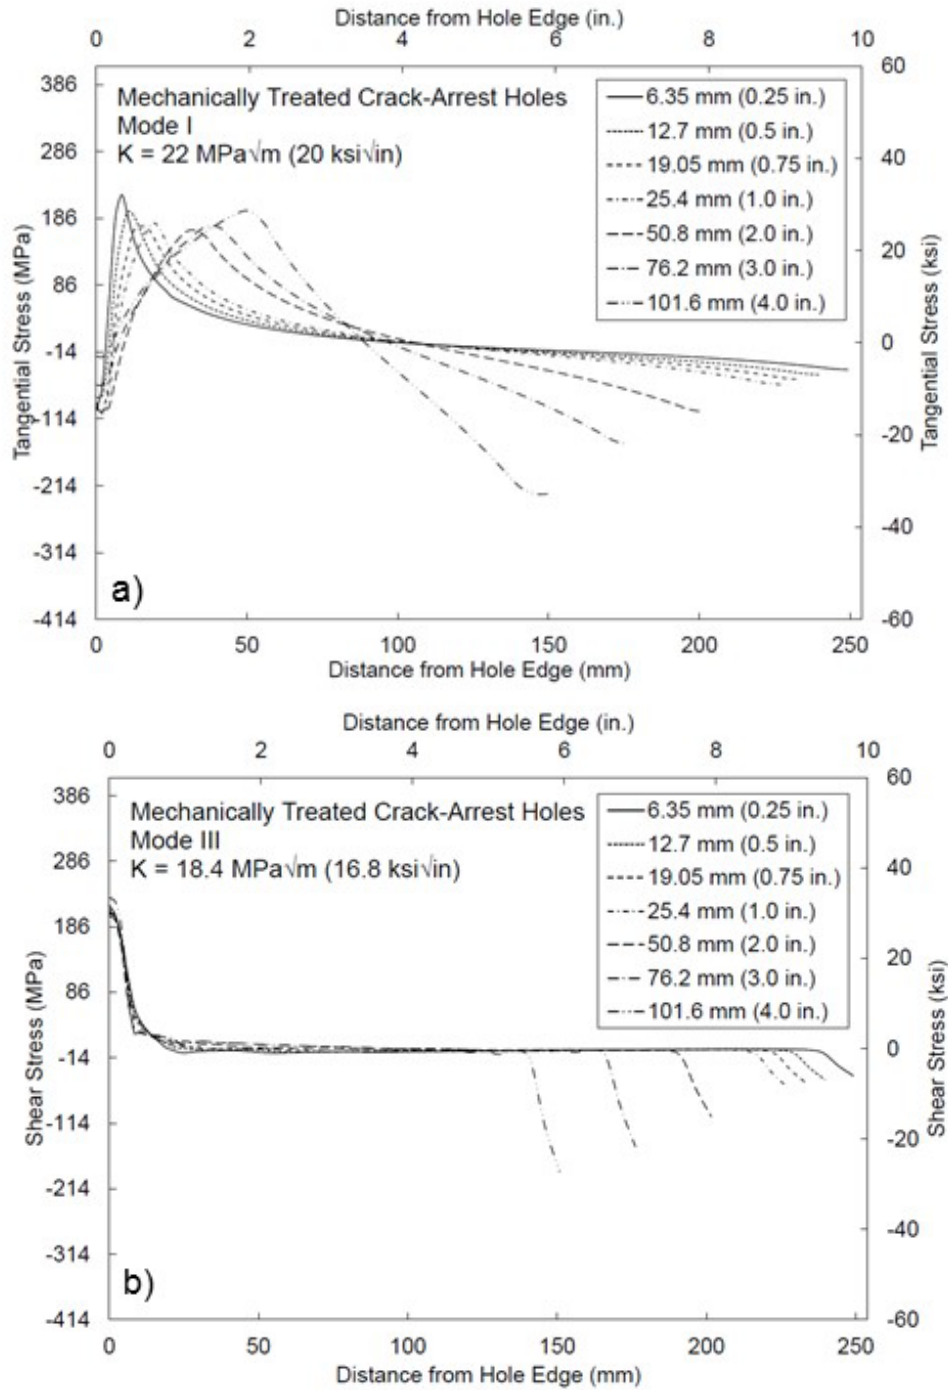 Distance from Hole Edge (in.)
0 2 4 6 8 10
Mechanically Treated Crack-Arrest Holes
Mode I
K = 22 MPa√m (20 ksi√in)
6.35 mm (0.25 in.)
12.7 mm (0.5 in.)
19.05 mm (0.75 in.)
25.4 mm (1.0 in.)
50.8 mm (2.0 in.)
76.2 mm (3.0 in.)
101.6 mm (4.0 in.)
Tangential Stress (MPa)
386
286
186
86
-14
-114
-214
-314
-414
Tangential Stress (ksi)
60
40
20
0
-20
-40
-60
a)
0 50 100 150 200 250
Distance from Hole Edge (mm)
Distance from Hole Edge (in.)
0 2 4 6 8 10
Mechanically Treated Crack-Arrest Holes
Mode III
K = 18.4 MPa√m (16.8 ksi√in)
6.35 mm (0.25 in.)
12.7 mm (0.5 in.)
19.05 mm (0.75 in.)
25.4 mm (1.0 in.)
50.8 mm (2.0 in.)
76.2 mm (3.0 in.)
101.6 mm (4.0 in.)
Shear Stress (MPa)
386
286
186
86
-14
-114
-214
-314
-414
Shear Stress (ksi)
60
40
20
0
-20
-40
-60
b)
0 50 100 150 200 250
Distance from Hole Edge (mm)